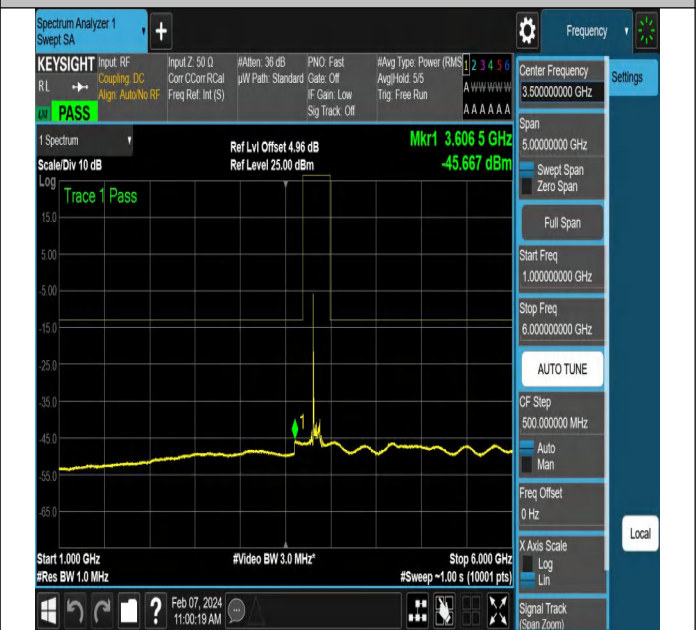 Spectrum Analyzer 1
Swept SA
+
Frequency
KEYSIGHT
RL
PASS
Input: RF
Coupling: DC
Align: Auto/No RF
Input Z: 50 Ω
Corr CCorr RCal
Freq Ref: Int (S)
#Atten: 36 dB
µW Path: Standard
PNO: Fast
Gate: Off
IF Gain: Low
Sig Track: Off
#Avg Type: Power (RMS
Avg|Hold: 5/5
Trig: Free Run
1 2 3 4 5 6
A W W W W W
A A A A A A
1 Spectrum
Scale/Div 10 dB
Log
Ref Lvl Offset 4.96 dB
Ref Level 25.00 dBm
Mkr1 3.606 5 GHz
-45.667 dBm
Trace 1 Pass
15.0
5.00
-5.00
-15.0
-25.0
-35.0
-45.0
-55.0
-65.0
1
Start 1.000 GHz
#Res BW 1.0 MHz
#Video BW 3.0 MHz*
Stop 6.000 GHz
#Sweep ~1.00 s (10001 pts)
Feb 07, 2024
11:00:19 AM
?
Center Frequency
3.500000000 GHz
Settings
Span
5.00000000 GHz
Swept Span
Zero Span
Full Span
Start Freq
1.000000000 GHz
Stop Freq
6.000000000 GHz
AUTO TUNE
CF Step
500.000000 MHz
Auto
Man
Freq Offset
0 Hz
X Axis Scale
Log
Lin
Local
Signal Track
(Span Zoom)